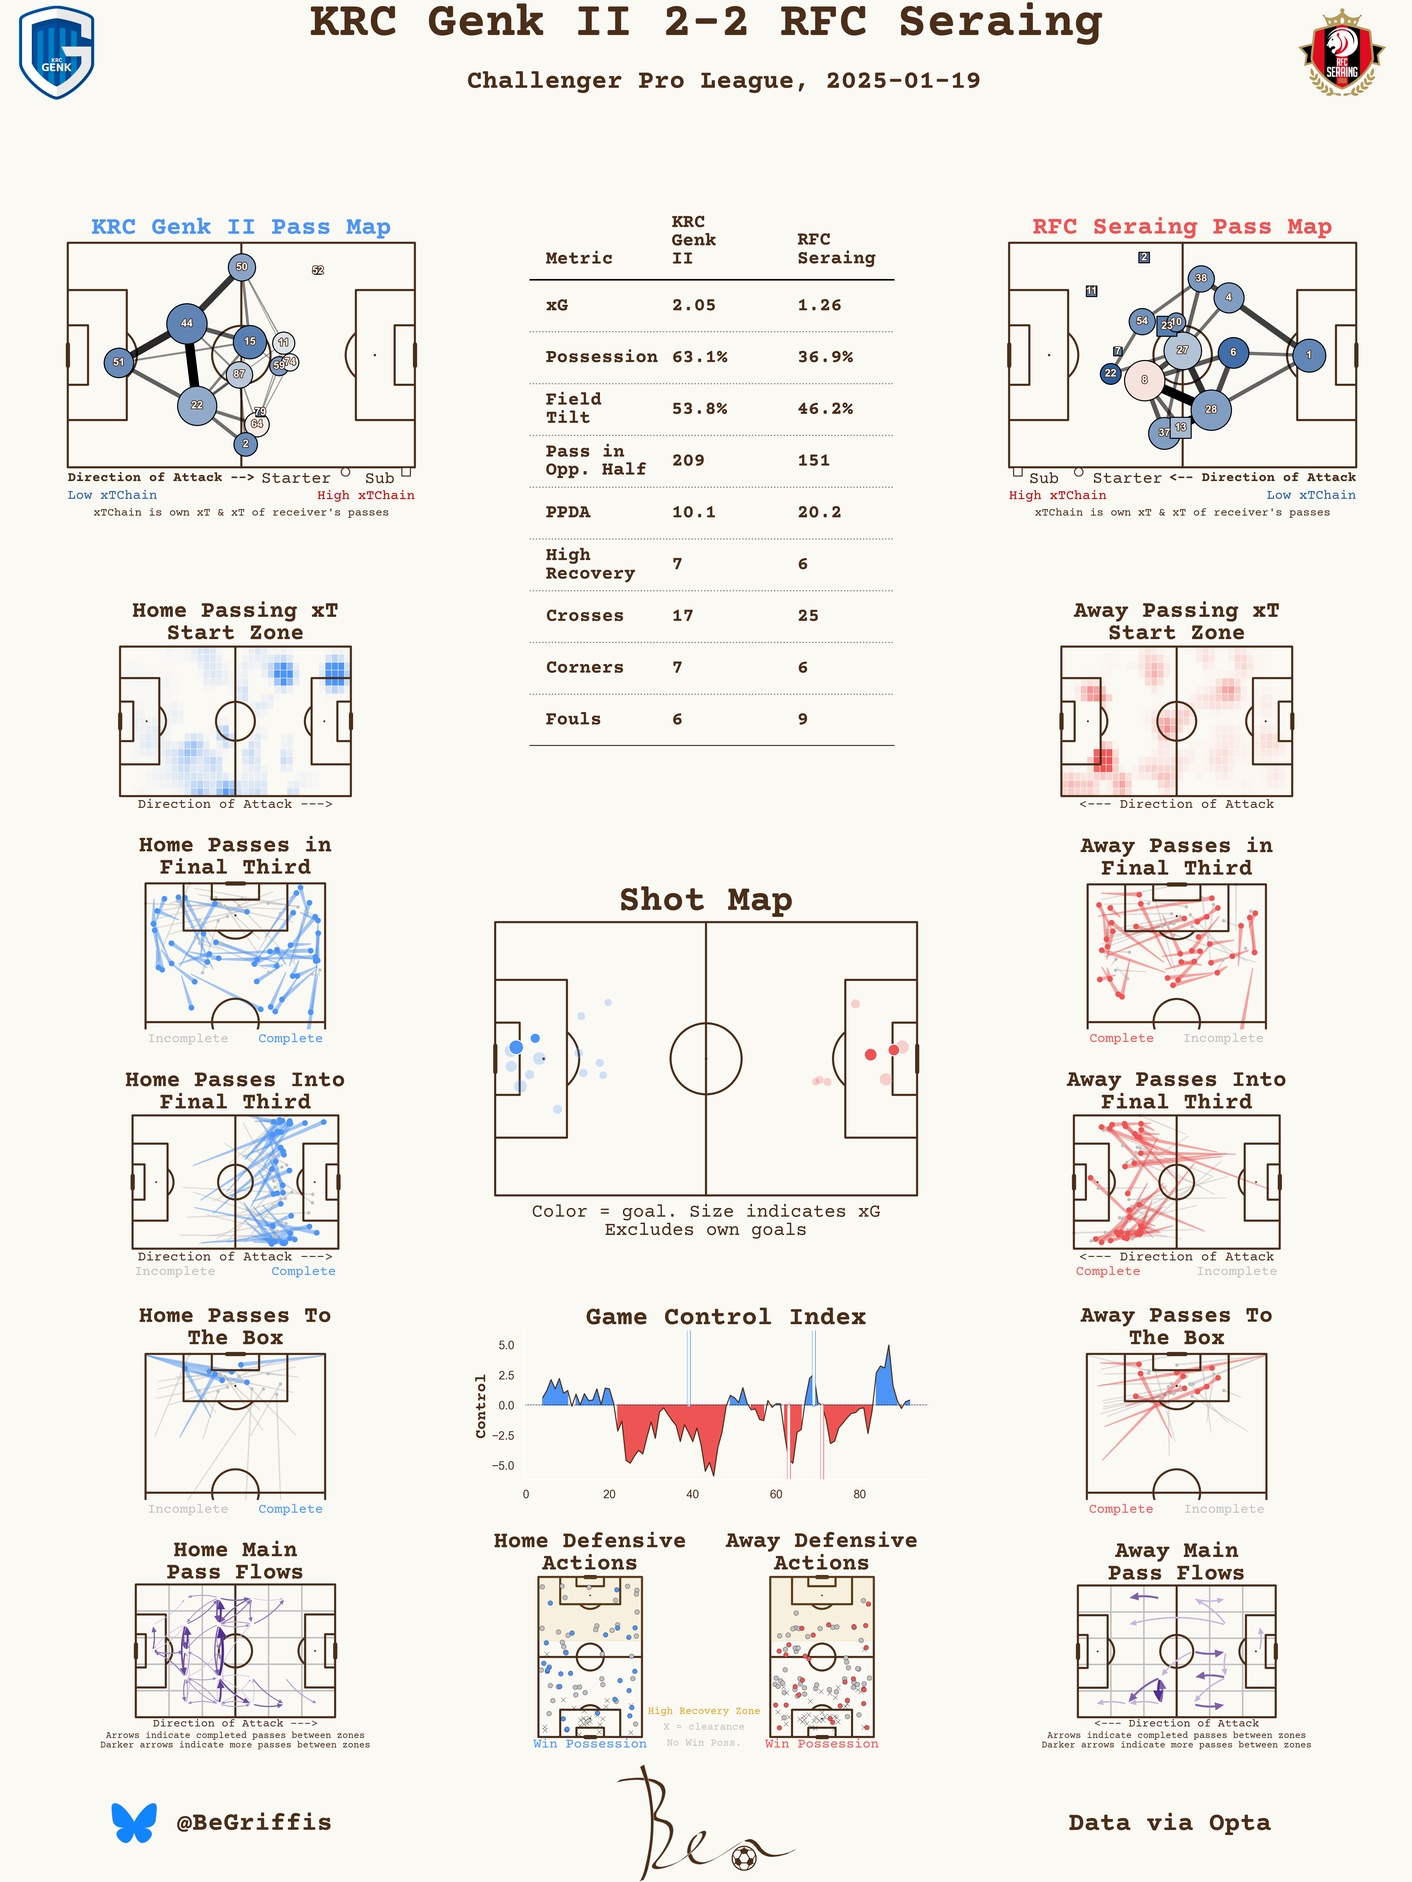 KRC Genk II 2-2 RFC Seraing
Challenger Pro League, 2025-01-19
KRC
GENK
RFC
SERAING
KRC Genk II Pass Map
50
52
44
15
11
51
59
74
87
22
79
64
2
Direction of Attack --> Starter Sub
Low xTChain High xTChain
xTChain is own xT & xT of receiver's passes
Metric KRC Genk II RFC Seraing
xG 2.05 1.26
Possession 63.1% 36.9%
Field Tilt 53.8% 46.2%
Pass in Opp. Half 209 151
PPDA 10.1 20.2
High Recovery 7 6
Crosses 17 25
Corners 7 6
Fouls 6 9
RFC Seraing Pass Map
2
38
11
4
54
23
10
7
27
6
1
22
8
28
37
13
Sub Starter <-- Direction of Attack
High xTChain Low xTChain
xTChain is own xT & xT of receiver's passes
Home Passing xT
Start Zone
Direction of Attack --->
Away Passing xT
Start Zone
<--- Direction of Attack
Home Passes in
Final Third
Incomplete Complete
Away Passes in
Final Third
Complete Incomplete
Shot Map
Color = goal. Size indicates xG
Excludes own goals
Home Passes Into
Final Third
Direction of Attack --->
Incomplete Complete
Away Passes Into
Final Third
<--- Direction of Attack
Complete Incomplete
Home Passes To
The Box
Incomplete Complete
Game Control Index
Control
5.0
2.5
0.0
−2.5
−5.0
0 20 40 60 80
Away Passes To
The Box
Complete Incomplete
Home Main
Pass Flows
Direction of Attack --->
Arrows indicate completed passes between zones
Darker arrows indicate more passes between zones
Home Defensive
Actions
Win Possession
High Recovery Zone
X = clearance
No Win Poss.
Away Defensive
Actions
Win Possession
Away Main
Pass Flows
<--- Direction of Attack
Arrows indicate completed passes between zones
Darker arrows indicate more passes between zones
@BeGriffis
Ben
Data via Opta